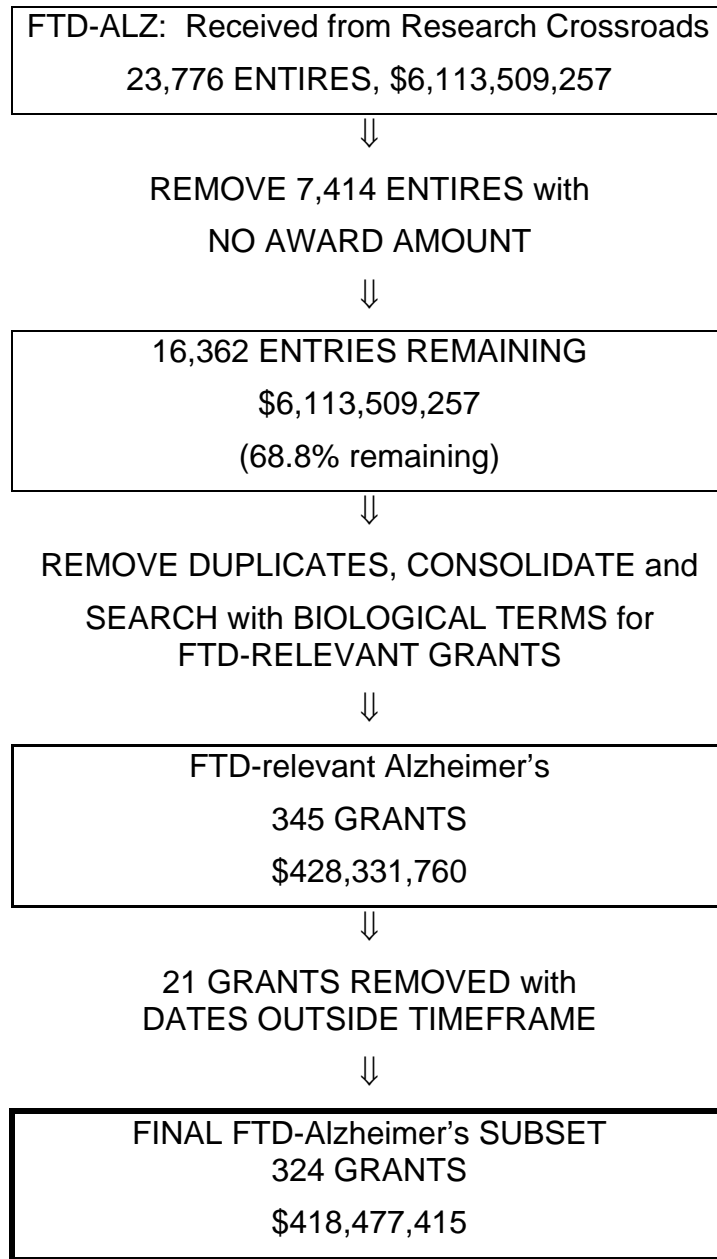 FTD-ALZ:  Received from Research Crossroads
23,776 ENTIRES, $6,113,509,257
⇓
REMOVE 7,414 ENTIRES with
NO AWARD AMOUNT
⇓
16,362 ENTRIES REMAINING
$6,113,509,257
(68.8% remaining)
⇓
REMOVE DUPLICATES, CONSOLIDATE and
SEARCH with BIOLOGICAL TERMS for
FTD-RELEVANT GRANTS
⇓
FTD-relevant Alzheimer’s
345 GRANTS
$428,331,760
⇓
21 GRANTS REMOVED with
DATES OUTSIDE TIMEFRAME
⇓
FINAL FTD-Alzheimer’s SUBSET
324 GRANTS
$418,477,415